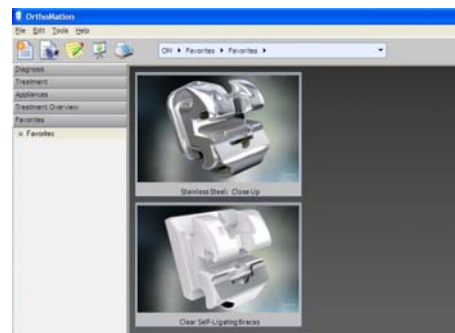 OrthoMation
File Edit Tools Help
OM ▸ Favorites ▸ Favorites ▸
Diagnosis
Treatment
Appliances
Treatment Overview
Favorites
Favorites
Stainless Steel: Close Up
Clear Self-Ligating Braces